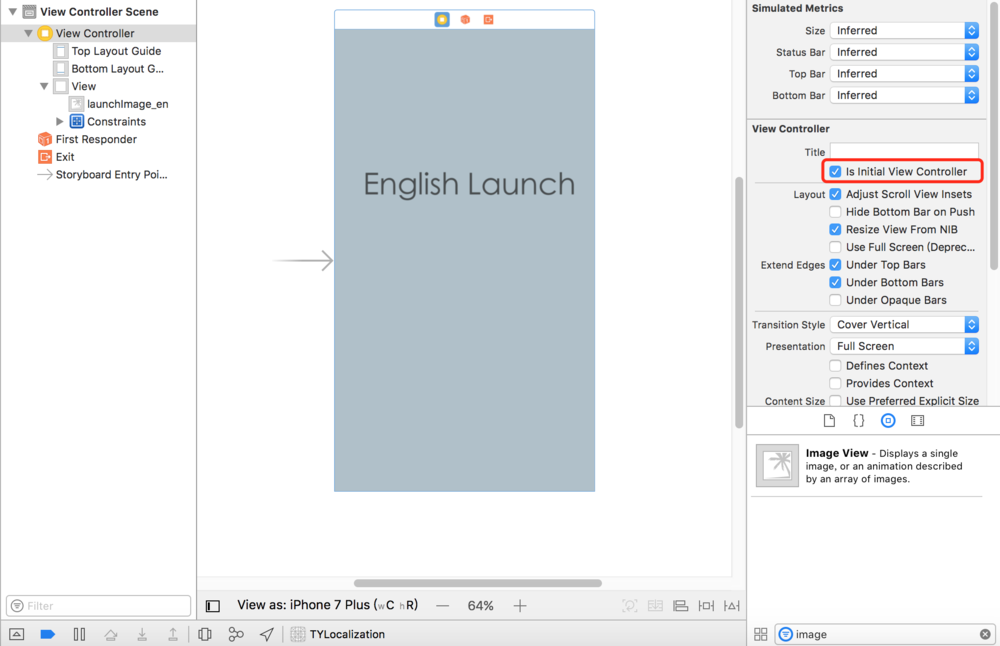 View Controller Scene
View Controller
Top Layout Guide
Bottom Layout G...
View
launchImage_en
Constraints
First Responder
Exit
Storyboard Entry Poi...
Filter
English Launch
View as: iPhone 7 Plus (wC hR)
64%
TYLocalization
Simulated Metrics
Size Inferred
Status Bar Inferred
Top Bar Inferred
Bottom Bar Inferred
View Controller
Title
Is Initial View Controller
Layout Adjust Scroll View Insets
Hide Bottom Bar on Push
Resize View From NIB
Use Full Screen (Deprec...
Extend Edges Under Top Bars
Under Bottom Bars
Under Opaque Bars
Transition Style Cover Vertical
Presentation Full Screen
Defines Context
Provides Context
Content Size Use Preferred Explicit Size
Image View - Displays a single
image, or an animation described
by an array of images.
image